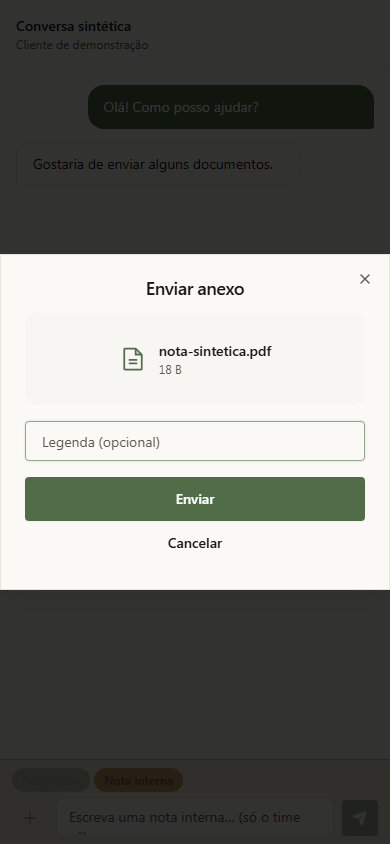 Conversa sintética
Cliente de demonstração
Olá! Como posso ajudar?
Gostaria de enviar alguns documentos.
Enviar anexo
nota-sintetica.pdf
18 B
Legenda (opcional)
Enviar
Cancelar
Nota interna
Escreva uma nota interna... (só o time